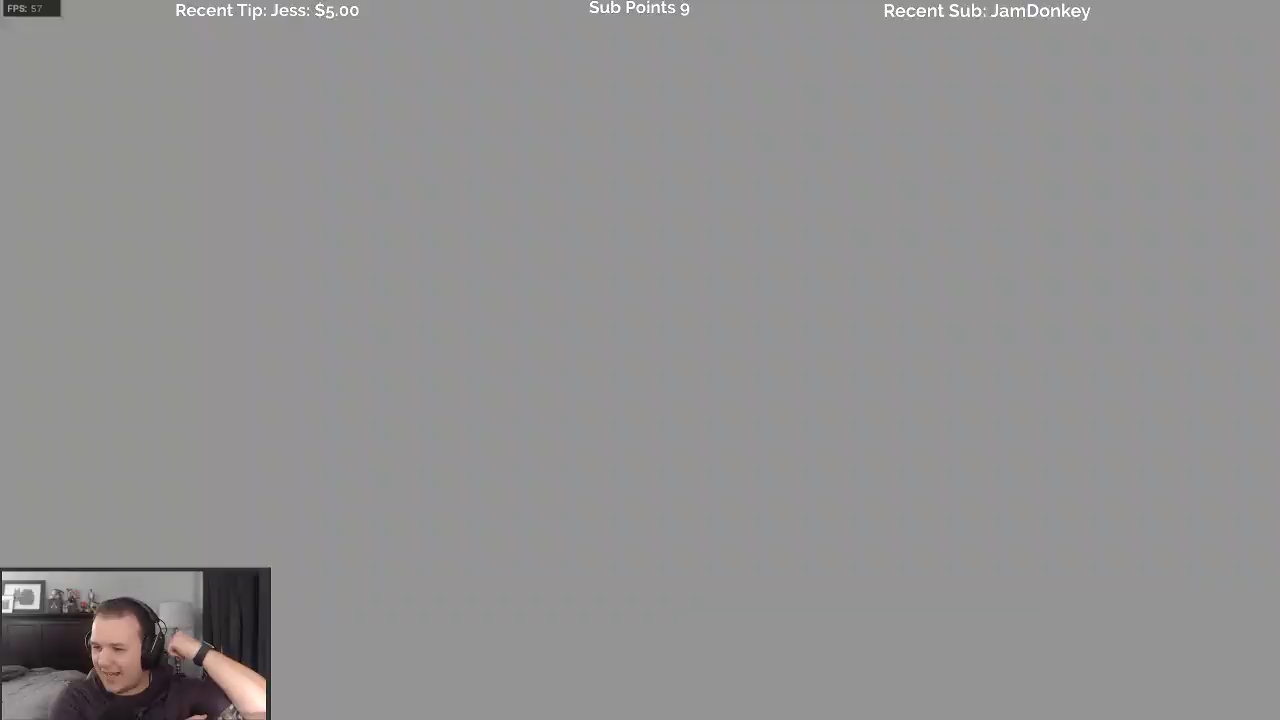 FPS: 57
Recent Tip: Jess: $5.00
Sub Points 9
Recent Sub: JamDonkey